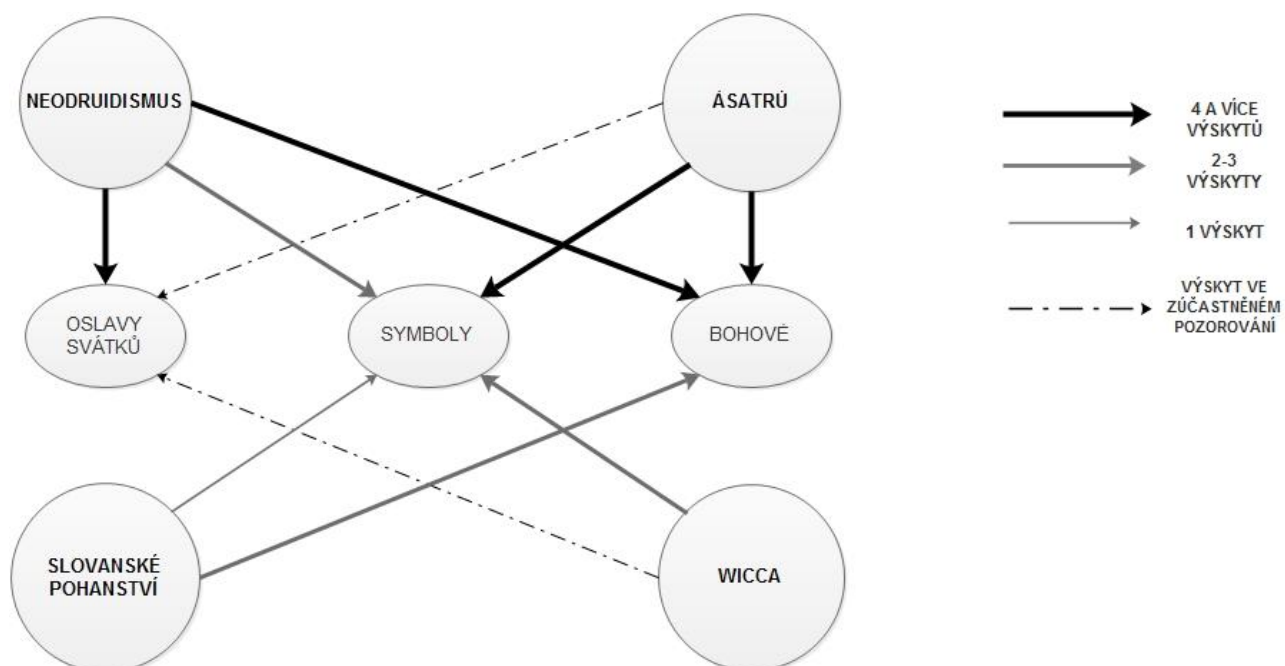 NEODRUIDISMUS
ÁSATRÚ
OSLAVY
SVÁTKŮ
SYMBOLY
BOHOVÉ
SLOVANSKÉ
POHANSTVÍ
WICCA
4 A VÍCE
VÝSKYTŮ
2-3
VÝSKYTY
1 VÝSKYT
VÝSKYT VE
ZÚČASTNĚNÉM
POZOROVÁNÍ